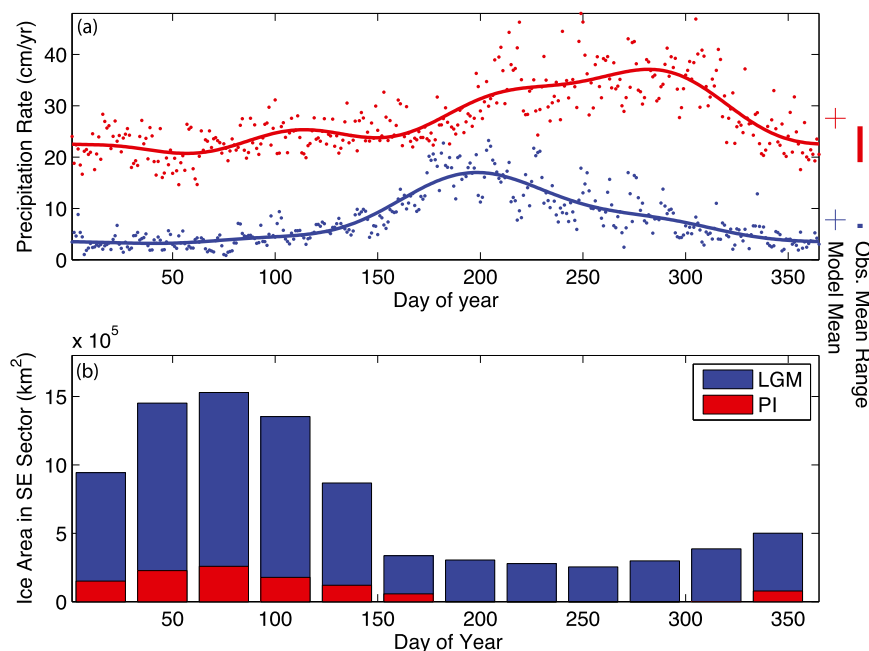 (a)
Precipitation Rate (cm/yr)
40
30
20
10
0
50
100
150
200
250
300
350
Day of year
Model Mean
Obs. Mean Range
x 10^5
(b)
Ice Area in SE Sector (km²)
15
10
5
0
LGM
PI
50
100
150
200
250
300
350
Day of Year